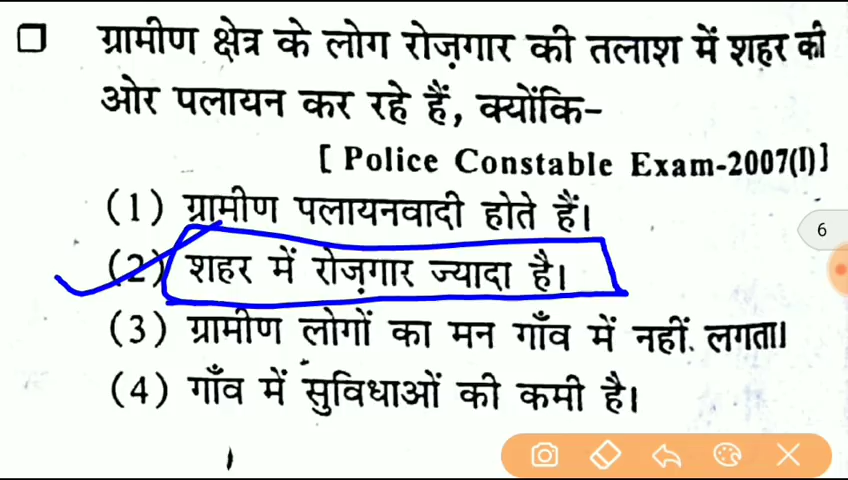 ग्रामीण क्षेत्र के लोग रोज़गार की तलाश में शहर की
ओर पलायन कर रहे हैं, क्योंकि-
[ Police Constable Exam-2007(I)]
(1) ग्रामीण पलायनवादी होते हैं।
6
(2) शहर में रोज़गार ज्यादा है।
(3) ग्रामीण लोगों का मन गाँव में नहीं. लगता।
(4) गाँव में सुविधाओं की कमी है।